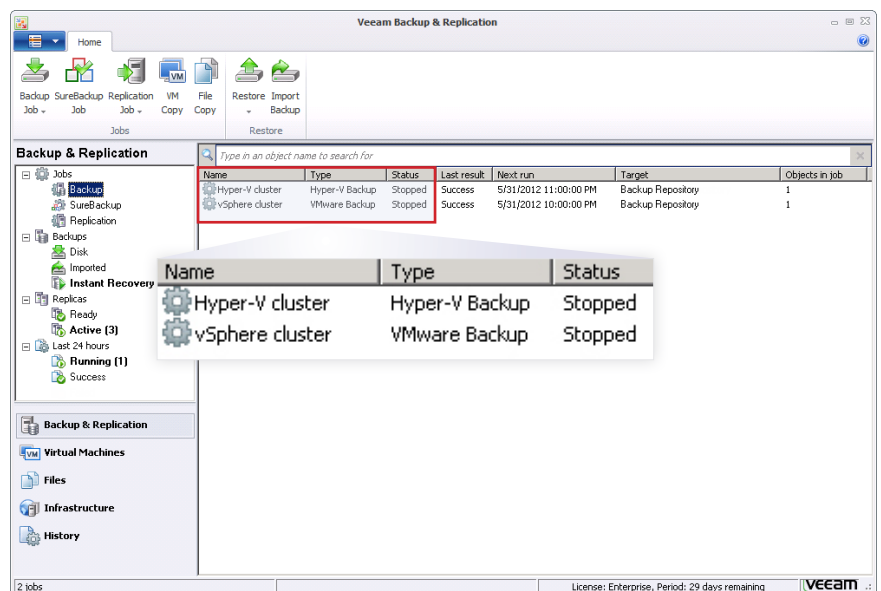 Veeam Backup & Replication
Home
Backup Job
SureBackup Job
Replication Job
VM Copy
File Copy
Restore
Import Backup
VM
Jobs
Restore
Backup & Replication
Type in an object name to search for
Jobs
Backup
SureBackup
Replication
Backups
Disk
Imported
Instant Recovery
Replicas
Ready
Active (3)
Last 24 hours
Running (1)
Success
Name Type Status Last result Next run Target Objects in job
Hyper-V cluster Hyper-V Backup Stopped Success 5/31/2012 11:00:00 PM Backup Repository 1
vSphere cluster VMware Backup Stopped Success 5/31/2012 10:00:00 PM Backup Repository 1
Name Type Status
Hyper-V cluster Hyper-V Backup Stopped
vSphere cluster VMware Backup Stopped
Backup & Replication
VM
Virtual Machines
Files
Infrastructure
History
2 jobs
License: Enterprise, Period: 29 days remaining
veeam